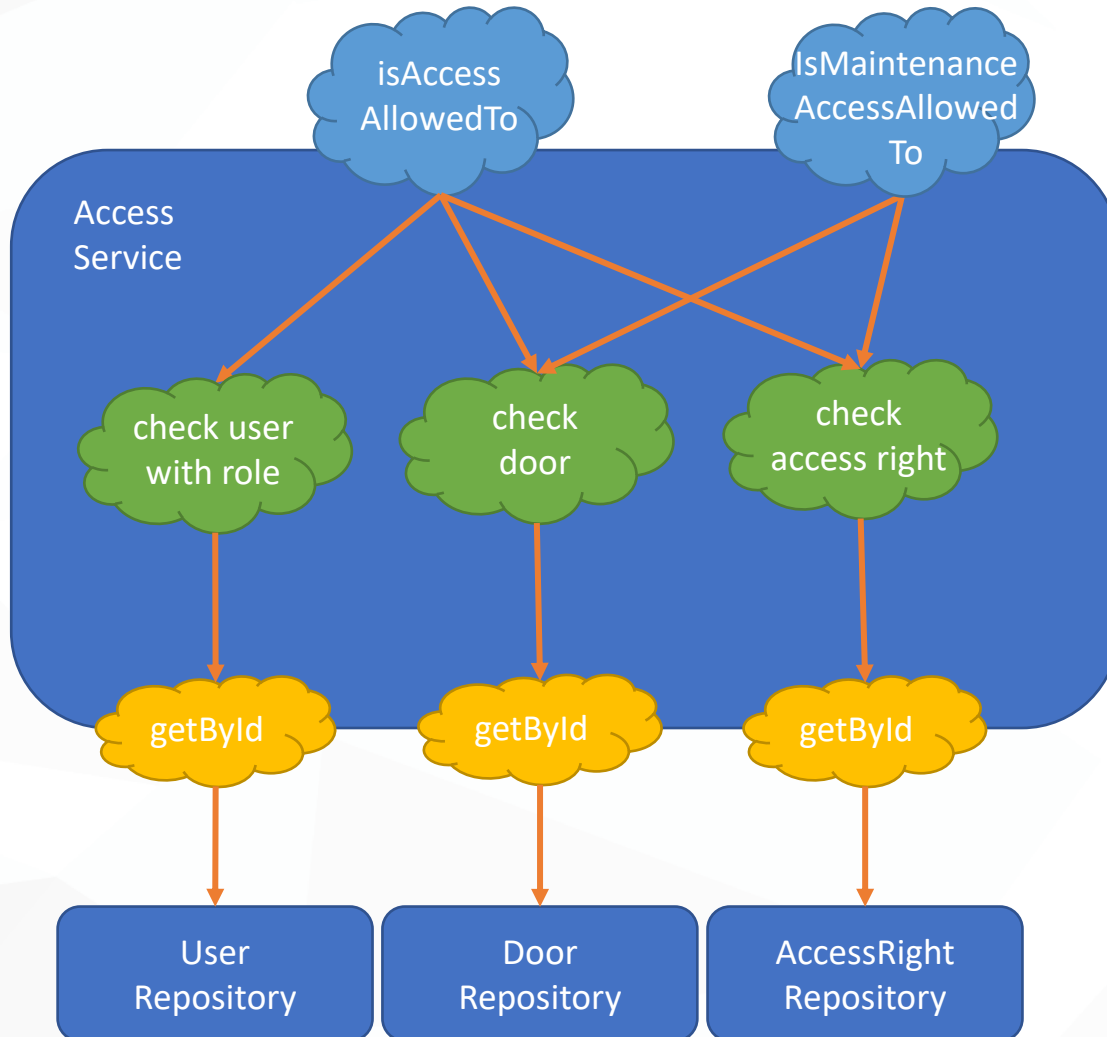 isAccess
AllowedTo
IsMaintenance
AccessAllowed
To
Access
Service
check user
with role
check
door
check
access right
getById
getById
getById
User
Repository
Door
Repository
AccessRight
Repository